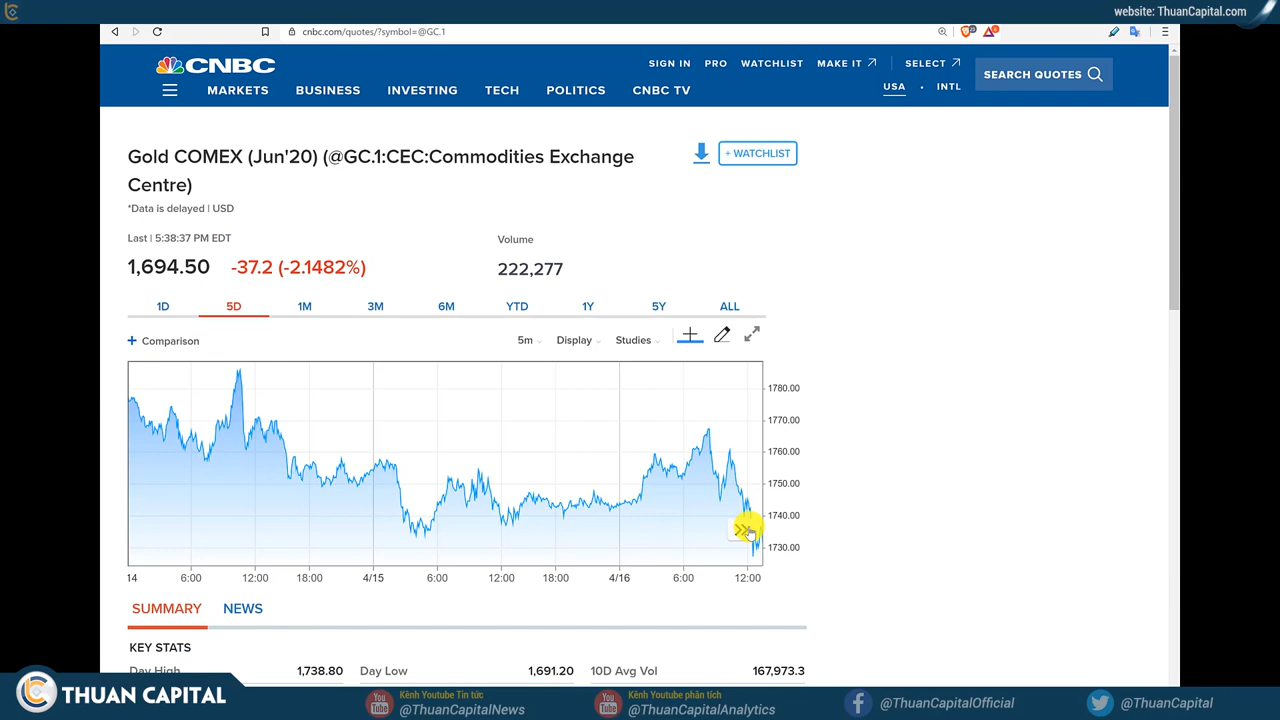 website: ThuanCapital.com
cnbc.com/quotes/?symbol=@GC.1
CNBC
SIGN IN PRO WATCHLIST MAKE IT SELECT
SEARCH QUOTES
MARKETS BUSINESS INVESTING TECH POLITICS CNBC TV
USA • INTL
Gold COMEX (Jun'20) (@GC.1:CEC:Commodities Exchange
Centre)
+ WATCHLIST
*Data is delayed | USD
Last | 5:38:37 PM EDT
Volume
1,694.50 -37.2 (-2.1482%)
222,277
1D 5D 1M 3M 6M YTD 1Y 5Y ALL
+ Comparison
5m Display Studies
1780.00
1770.00
1760.00
1750.00
1740.00
1730.00
14 6:00 12:00 18:00 4/15 6:00 12:00 18:00 4/16 6:00 12:00
SUMMARY NEWS
KEY STATS
Day High 1,738.80 Day Low 1,691.20 10D Avg Vol 167,973.3
THUAN CAPITAL
You Tube
Kênh Youtube Tin tức
@ThuanCapitalNews
You Tube
Kênh Youtube phân tích
@ThuanCapitalAnalytics
@ThuanCapitalOfficial
@ThuanCapital